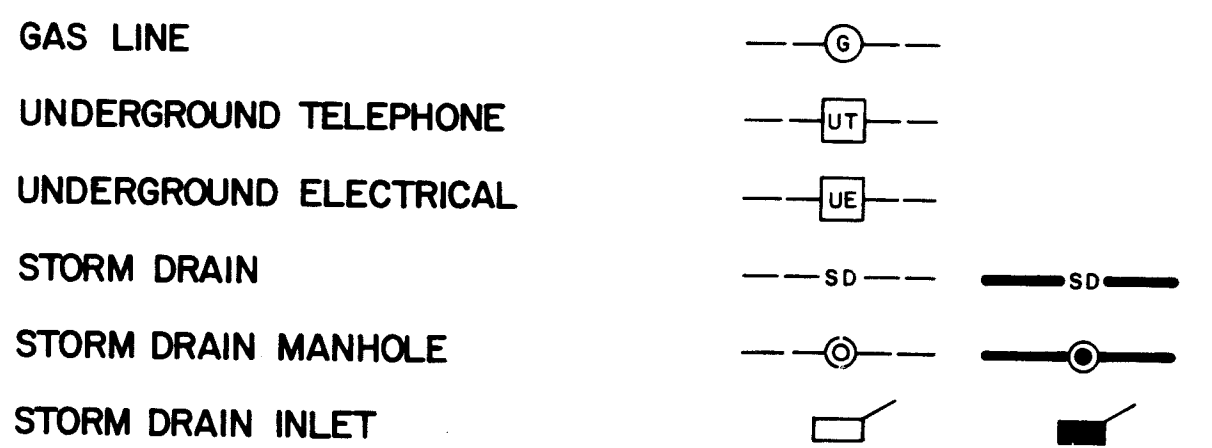 GAS LINE G
UNDERGROUND TELEPHONE UT
UNDERGROUND ELECTRICAL UE
STORM DRAIN SD SD
STORM DRAIN MANHOLE
STORM DRAIN INLET